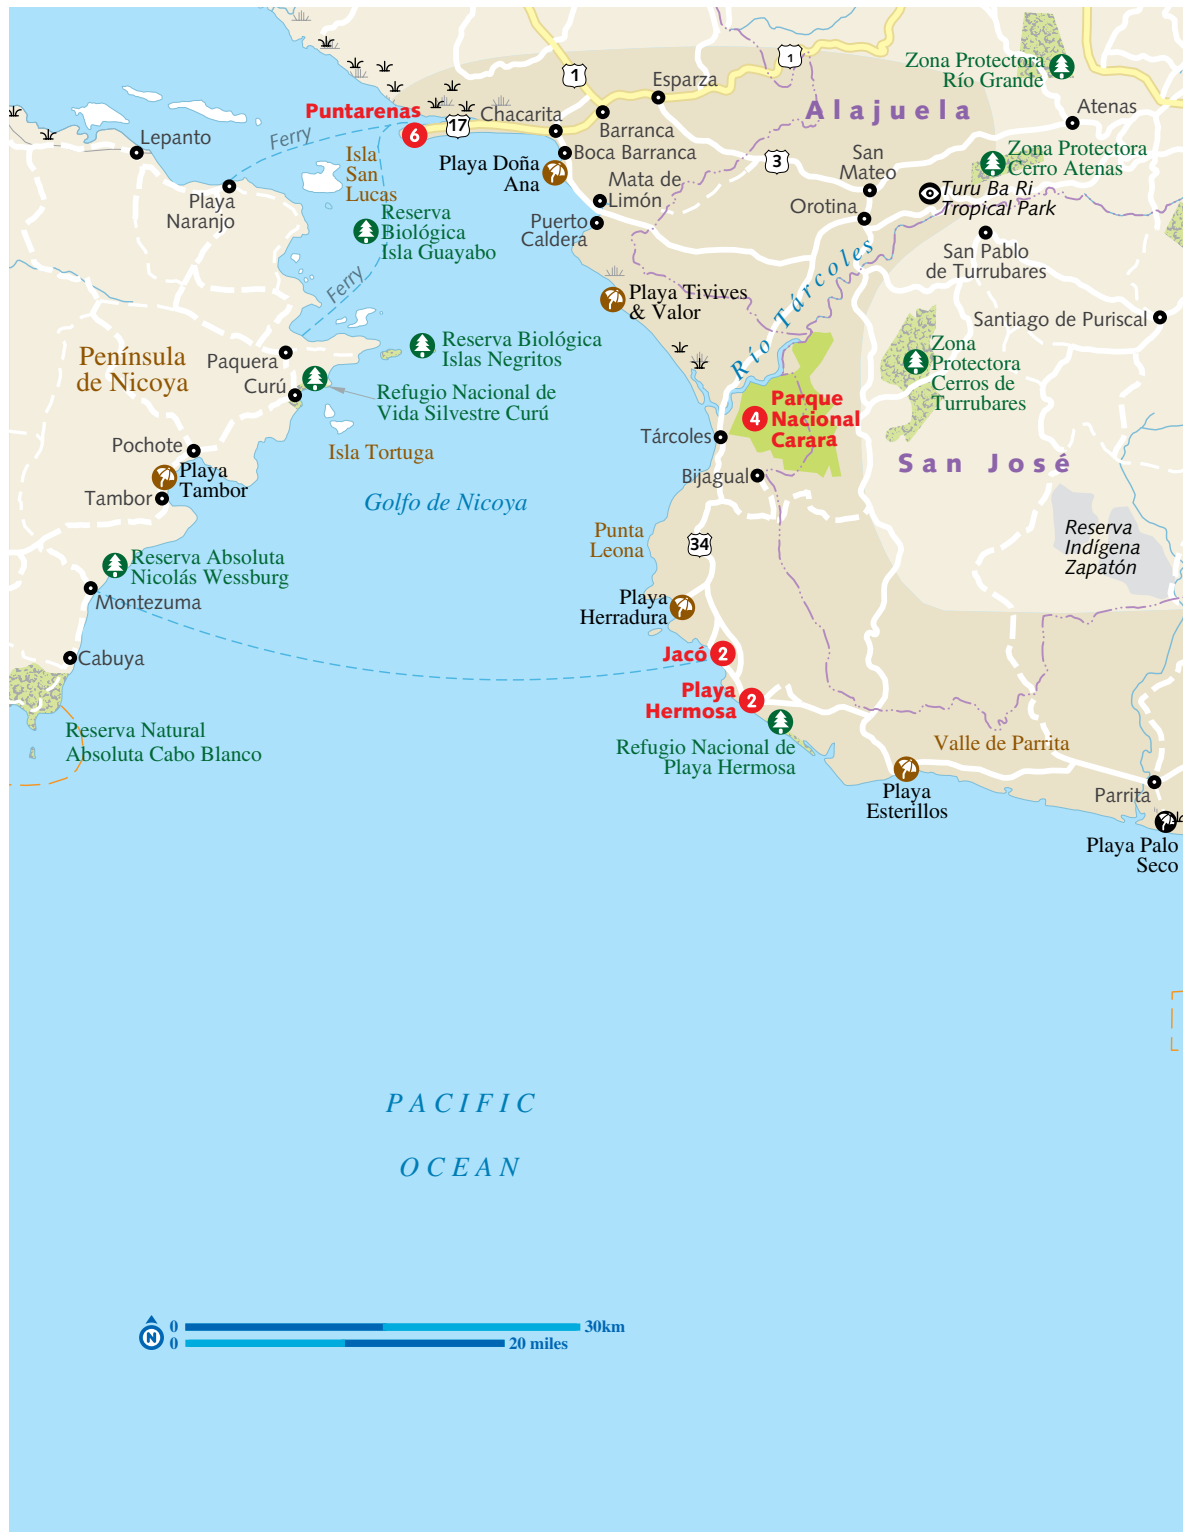 1
1
Zona Protectora
Río Grande
Esparza
Alajuela
Puntarenas
6
17
Chacarita
Barranca
Atenas
Lepanto
Ferry
Isla
San
Lucas
Playa Doña
Ana
Boca Barranca
3
San
Mateo
Zona Protectora
Cerro Atenas
Playa
Naranjo
Mata de
Limón
Orotina
Turu Ba Ri
Tropical Park
Reserva
Biológica
Isla Guayabo
Puerto
Caldera
San Pablo
de Turrubares
Ferry
Río Tárcoles
Playa Tivives
& Valor
Santiago de Puriscal
Península
de Nicoya
Paquera
Curú
Reserva Biológica
Islas Negritos
Zona
Protectora
Cerros de
Turrubares
Refugio Nacional de
Vida Silvestre Curú
4
Parque
Nacional
Carara
Tárcoles
Pochote
Isla Tortuga
San José
Playa
Tambor
Tambor
Bijagual
Golfo de Nicoya
Punta
Leona
34
Reserva
Indígena
Zapatón
Reserva Absoluta
Nicolás Wessburg
Montezuma
Playa
Herradura
Cabuya
Jacó
2
Playa
Hermosa
2
Reserva Natural
Absoluta Cabo Blanco
Refugio Nacional de
Playa Hermosa
Valle de Parrita
Playa
Esterillos
Parrita
Playa Palo
Seco
PACIFIC
OCEAN
N
0
30km
0
20 miles